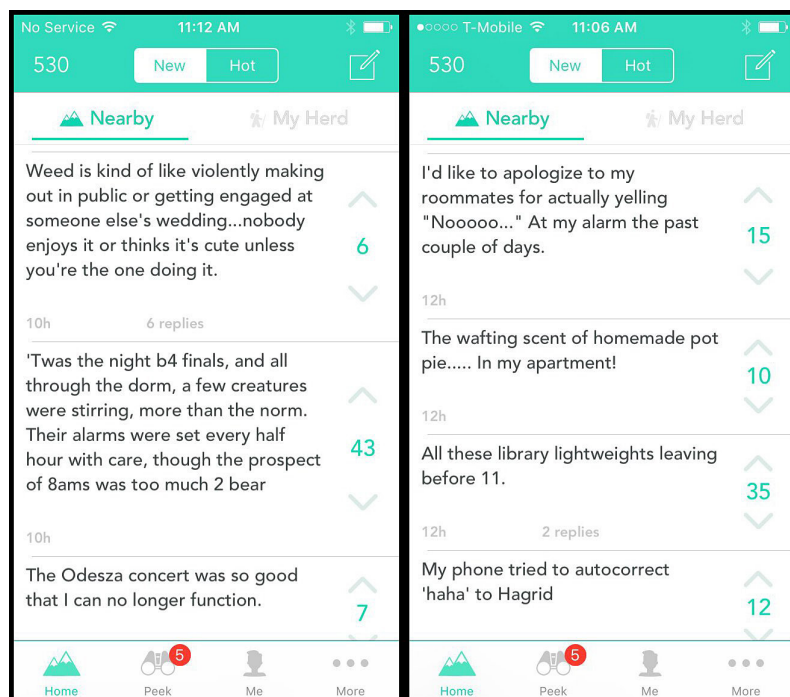 No Service 11:12 AM
530 New Hot
Nearby My Herd
Weed is kind of like violently making
out in public or getting engaged at
someone else's wedding...nobody
enjoys it or thinks it's cute unless
you're the one doing it.
6
10h 6 replies
'Twas the night b4 finals, and all
through the dorm, a few creatures
were stirring, more than the norm.
Their alarms were set every half
hour with care, though the prospect
of 8ams was too much 2 bear
43
10h
The Odesza concert was so good
that I can no longer function.
7
5
Home Peek Me More
T-Mobile 11:06 AM
530 New Hot
Nearby My Herd
I'd like to apologize to my
roommates for actually yelling
"Nooooo..." At my alarm the past
couple of days.
15
12h
The wafting scent of homemade pot
pie..... In my apartment!
10
12h
All these library lightweights leaving
before 11.
35
12h 2 replies
My phone tried to autocorrect
'haha' to Hagrid
12
5
Home Peek Me More